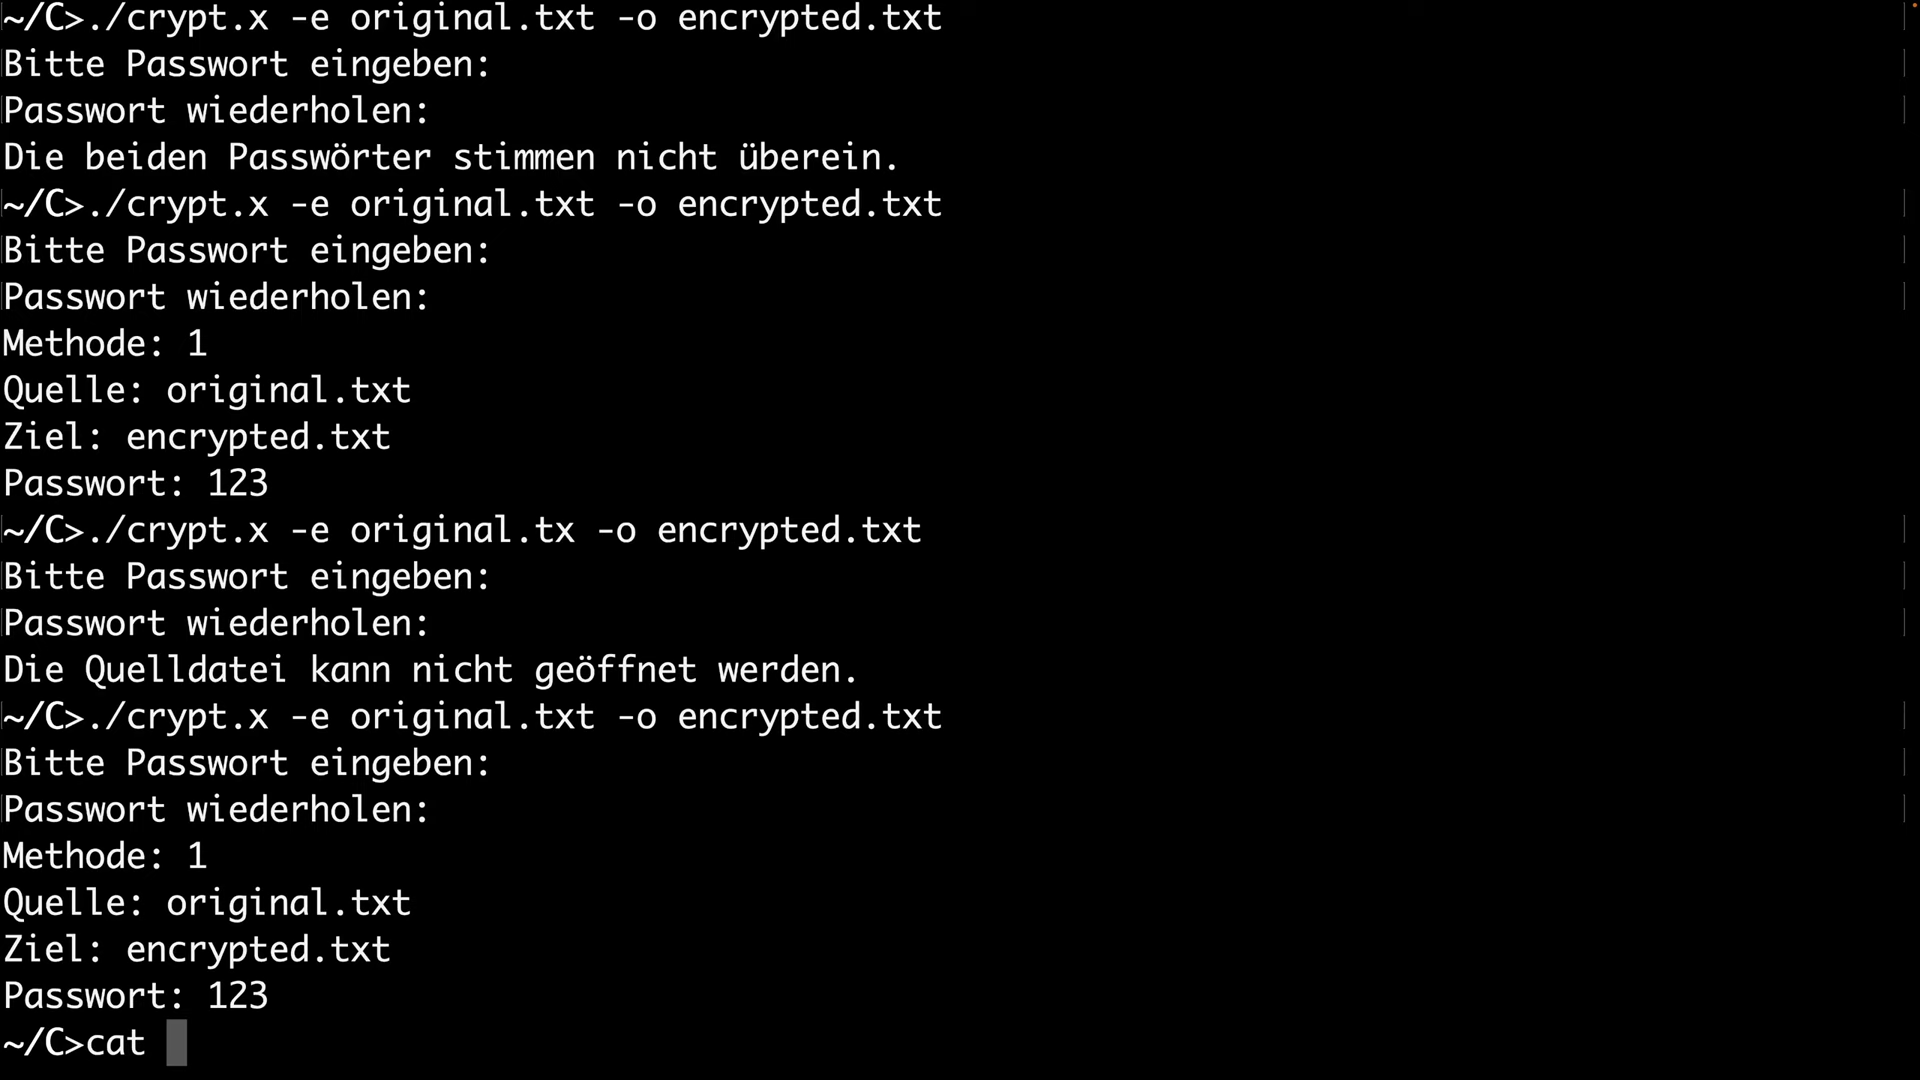 ~/C>./crypt.x -e original.txt -o encrypted.txt
Bitte Passwort eingeben:
Passwort wiederholen:
Die beiden Passwörter stimmen nicht überein.
~/C>./crypt.x -e original.txt -o encrypted.txt
Bitte Passwort eingeben:
Passwort wiederholen:
Methode: 1
Quelle: original.txt
Ziel: encrypted.txt
Passwort: 123
~/C>./crypt.x -e original.tx -o encrypted.txt
Bitte Passwort eingeben:
Passwort wiederholen:
Die Quelldatei kann nicht geöffnet werden.
~/C>./crypt.x -e original.txt -o encrypted.txt
Bitte Passwort eingeben:
Passwort wiederholen:
Methode: 1
Quelle: original.txt
Ziel: encrypted.txt
Passwort: 123
~/C>cat